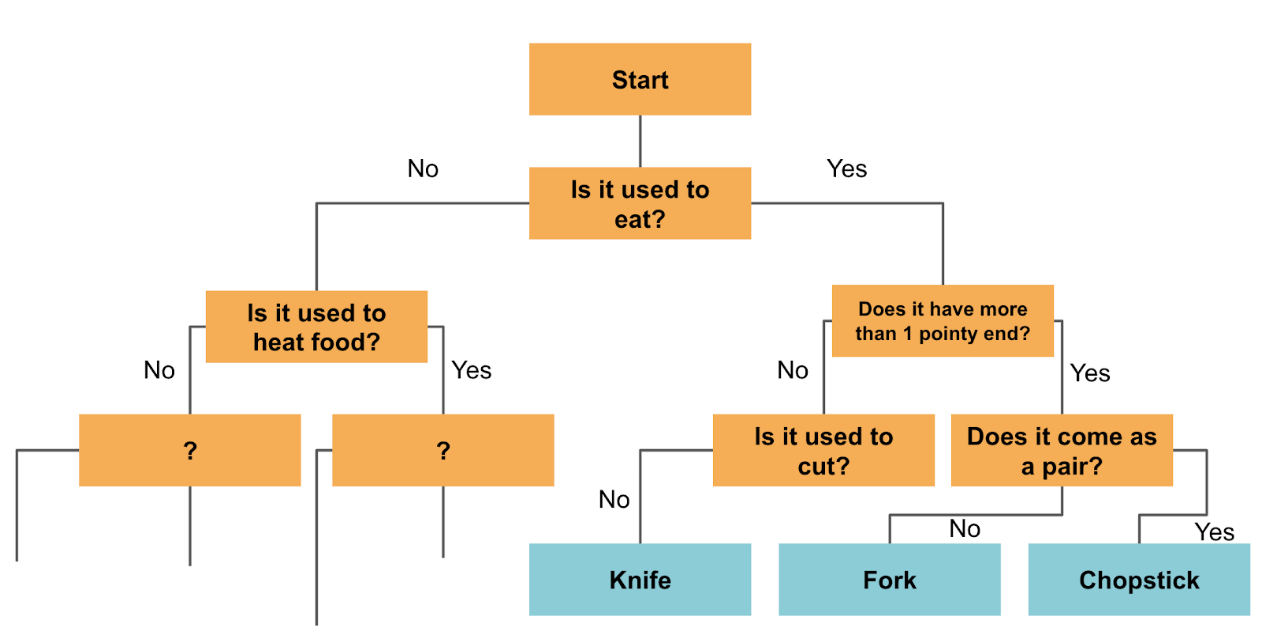 Start
No
Yes
Is it used to
eat?
Is it used to
heat food?
Does it have more
than 1 pointy end?
No
Yes
No
Yes
?
?
Is it used to
cut?
Does it come as
a pair?
No
No
Yes
Knife
Fork
Chopstick